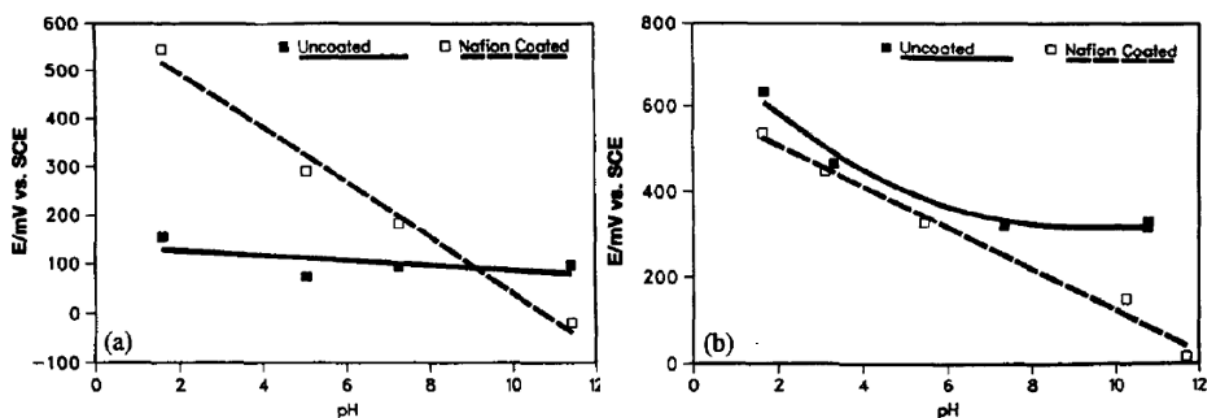 600
500
400
300
200
100
0
-100
E/mV vs. SCE
Uncoated
Nafion Coated
(a)
0 2 4 6 8 10 12
pH
800
600
400
200
0
E/mV vs. SCE
Uncoated
Nafion Coated
(b)
0 2 4 6 8 10 12
pH